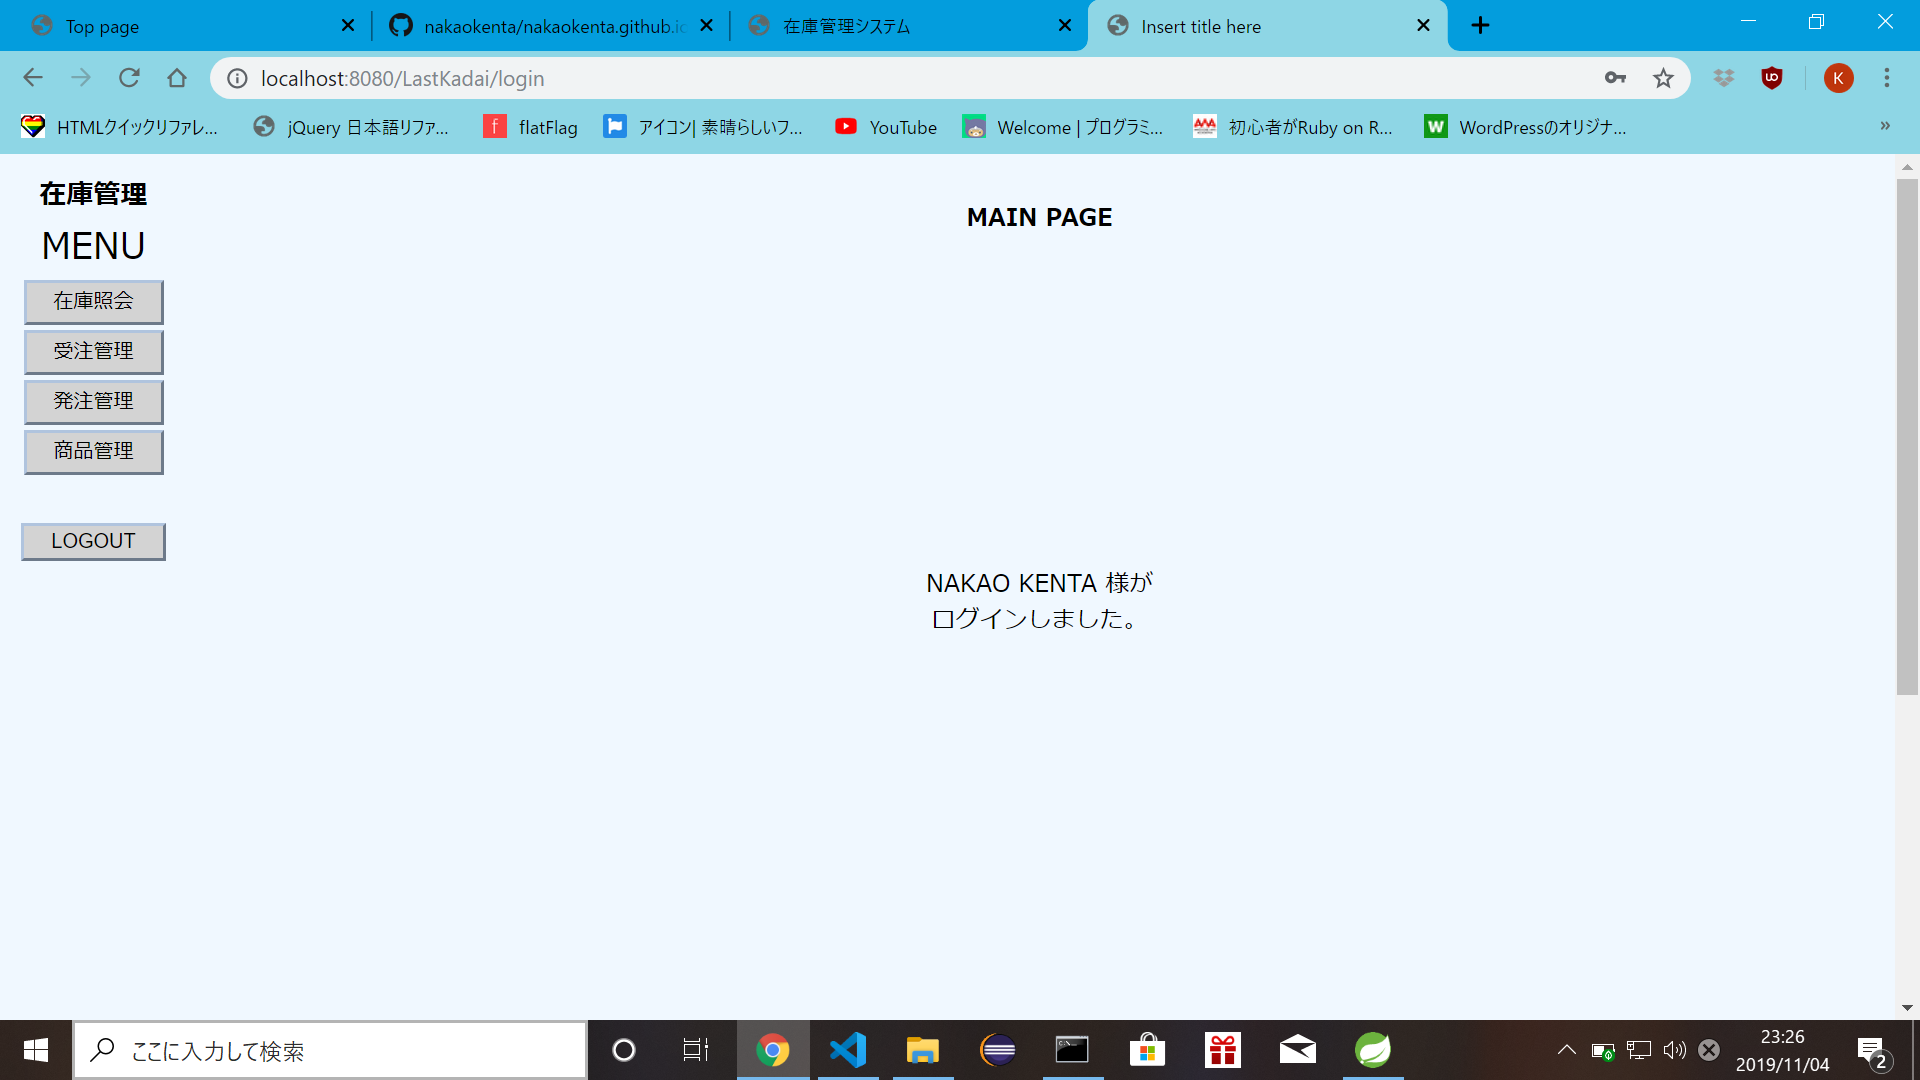 Top page
nakaokenta/nakaokenta.github.io
在庫管理システム
Insert title here
localhost:8080/LastKadai/login
K
HTMLクイックリファレ...
jQuery 日本語リファ...
f
flatFlag
アイコン| 素晴らしいフ...
YouTube
Welcome | プログラミ...
初心者がRuby on R...
W
WordPressのオリジナ...
»
在庫管理
MENU
在庫照会
受注管理
発注管理
商品管理
LOGOUT
MAIN PAGE
NAKAO KENTA 様が
ログインしました。
ここに入力して検索
23:26
2019/11/04
2